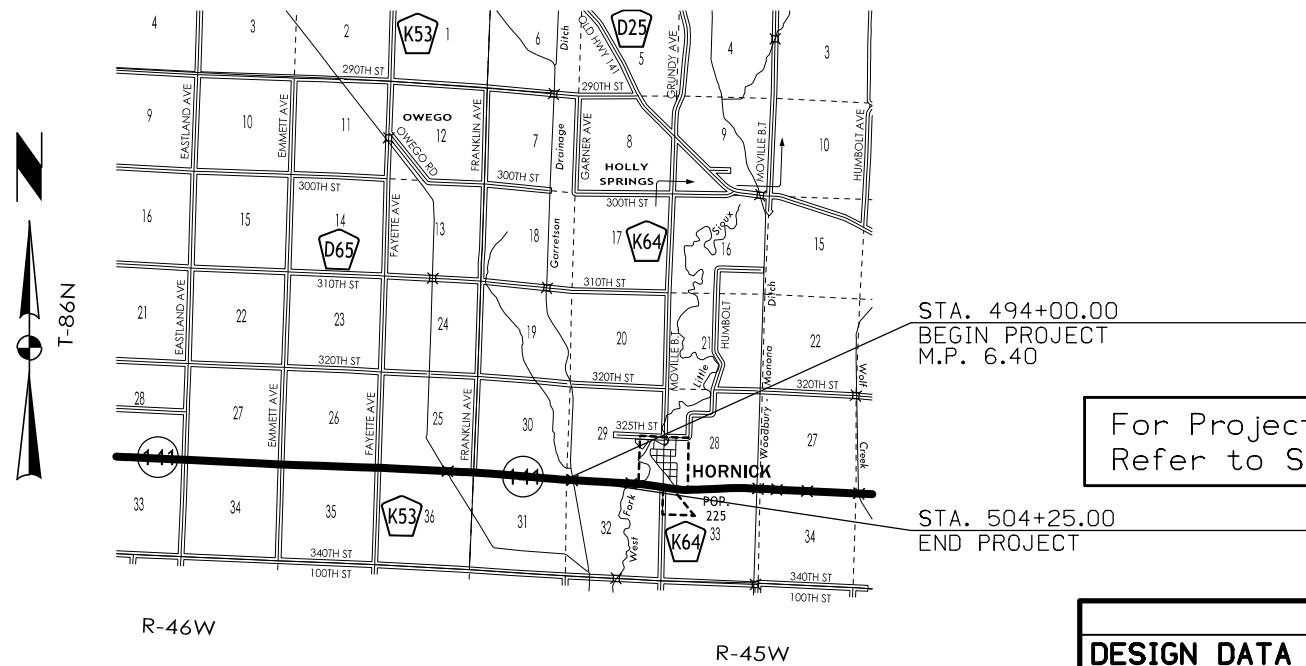 4
3
2
K53
1
6
Ditch
OLD HWY 141
D25
5
GRUNDY AVE
4
3
290TH ST
290TH ST
9
EASTLAND AVE
10
EMMETT AVE
11
OWEGO
12
OWEGO RD
FRANKLIN AVE
7
Drainage
GARNER AVE
8
9
MOVILLE B.T
10
HUMBOLT AVE
HOLLY
SPRINGS
N
300TH ST
300TH ST
300TH ST
16
15
14
FAYETTE AVE
13
18
Garretson
17
K64
Sioux
16
15
D65
310TH ST
310TH ST
T-86N
21
EASTLAND AVE
22
23
24
19
20
MOVILLE B.T
21
HUMBOLT
Ditch
22
STA. 494+00.00
BEGIN PROJECT
M.P. 6.40
320TH ST
320TH ST
320TH ST
Little
Woodbury - Monona
Wolf
28
27
EMMETT AVE
26
FAYETTE AVE
25
FRANKLIN AVE
30
29
325TH ST
28
27
Creek
For Project
Refer to S
141
141
HORNICK
POP.
225
33
34
35
K53
36
31
32
West Fork
K64
33
34
STA. 504+25.00
END PROJECT
340TH ST
100TH ST
340TH ST
100TH ST
R-46W
R-45W
DESIGN DATA